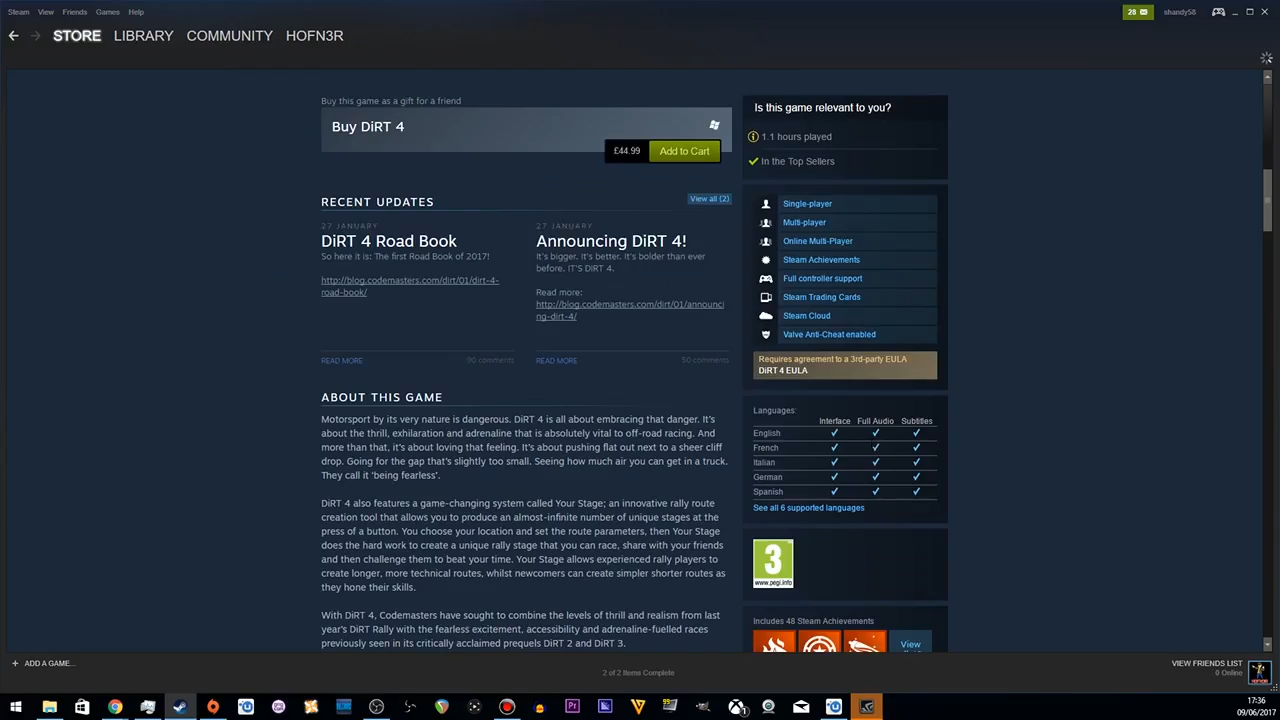 Steam View Friends Games Help
28
shandy58
STORE LIBRARY COMMUNITY HOFN3R
Buy this game as a gift for a friend
Buy DiRT 4
£44.99 Add to Cart
RECENT UPDATES
View all (2)
27 JANUARY
DiRT 4 Road Book
So here it is: The first Road Book of 2017!
http://blog.codemasters.com/dirt/01/dirt-4-
road-book/
READ MORE
90 comments
27 JANUARY
Announcing DiRT 4!
It's bigger. It's better. It's bolder than ever
before. IT'S DIRT 4.
Read more:
http://blog.codemasters.com/dirt/01/announci
ng-dirt-4/
READ MORE
50 comments
ABOUT THIS GAME
Motorsport by its very nature is dangerous. DiRT 4 is all about embracing that danger. It's
about the thrill, exhilaration and adrenaline that is absolutely vital to off-road racing. And
more than that, it's about loving that feeling. It's about pushing flat out next to a sheer cliff
drop. Going for the gap that's slightly too small. Seeing how much air you can get in a truck.
They call it 'being fearless'.
DiRT 4 also features a game-changing system called Your Stage; an innovative rally route
creation tool that allows you to produce an almost-infinite number of unique stages at the
press of a button. You choose your location and set the route parameters, then Your Stage
does the hard work to create a unique rally stage that you can race, share with your friends
and then challenge them to beat your time. Your Stage allows experienced rally players to
create longer, more technical routes, whilst newcomers can create simpler shorter routes as
they hone their skills.
With DiRT 4, Codemasters have sought to combine the levels of thrill and realism from last
year's DiRT Rally with the fearless excitement, accessibility and adrenaline-fuelled races
previously seen in its critically acclaimed prequels DiRT 2 and DiRT 3.
Is this game relevant to you?
1.1 hours played
In the Top Sellers
Single-player
Multi-player
Online Multi-Player
Steam Achievements
Full controller support
Steam Trading Cards
Steam Cloud
Valve Anti-Cheat enabled
Requires agreement to a 3rd-party EULA
DiRT 4 EULA
Languages:
Interface Full Audio Subtitles
English
French
Italian
German
Spanish
See all 6 supported languages
3
www.pegi.info
Includes 48 Steam Achievements
View
+ ADD A GAME...
2 of 2 Items Complete
VIEW FRIENDS LIST
0 Online
17:36
09/06/2017